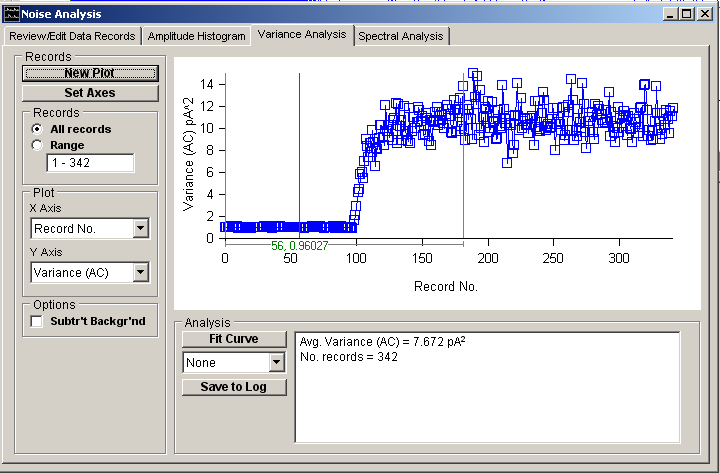 Noise Analysis
Review/Edit Data Records
Amplitude Histogram
Variance Analysis
Spectral Analysis
Records
New Plot
Set Axes
Records
All records
Range
1 - 342
Plot
X Axis
Record No.
Y Axis
Variance (AC)
Options
Subtr't Backgr'nd
Variance (AC) pA^2
14
12
10
8
6
4
2
0
56, 0.96027
0
50
100
150
200
250
300
Record No.
Analysis
Fit Curve
None
Save to Log
Avg. Variance (AC) = 7.672 pA²
No. records = 342